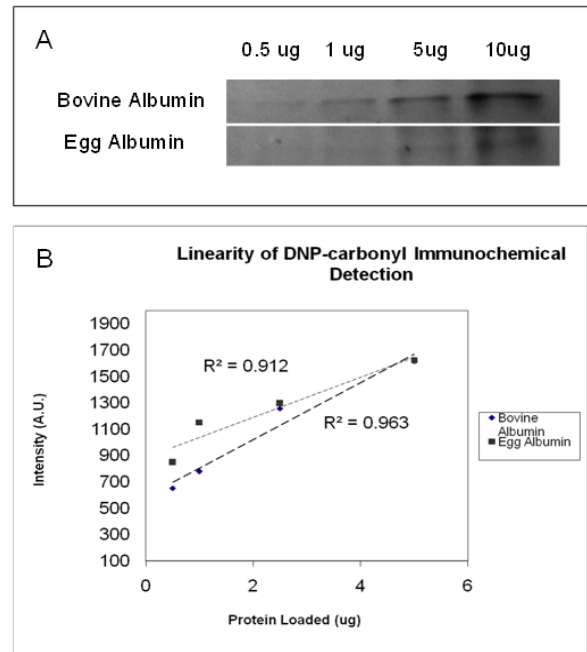 A
0.5 ug 1 ug 5ug 10ug
Bovine Albumin
Egg Albumin
B
Linearity of DNP-carbonyl Immunochemical
Detection
1900
1700
1500
1300
1100
900
700
500
300
100
R² = 0.912
R² = 0.963
Intensity (A.U.)
Bovine
Albumin
Egg Albumin
0 2 4 6
Protein Loaded (ug)